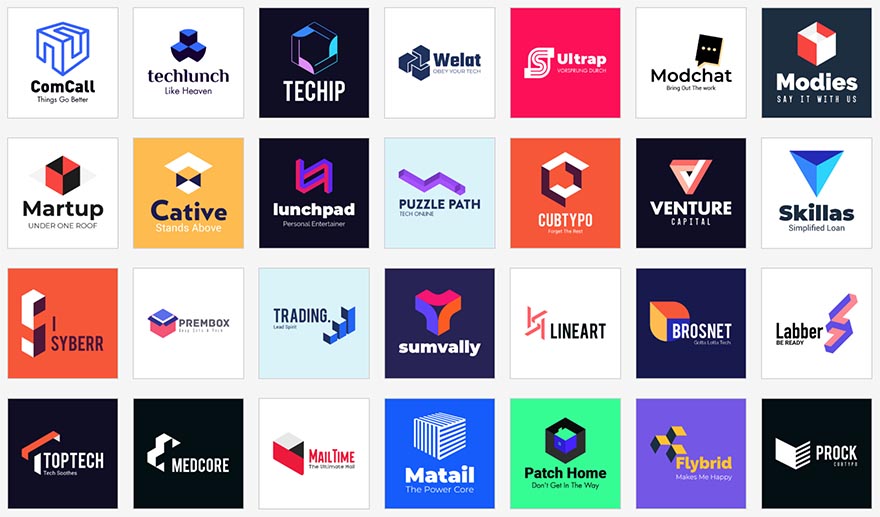 ComCall
Things Go Better
techlunch
Like Heaven
TECHIP
Welat
OBEY YOUR TECH
Ultrap
VORSPRUNG DURCH
Modchat
Bring Out The work
Modies
SAY IT WITH US
Martup
UNDER ONE ROOF
Cative
Stands Above
lunchpad
Personal Entertainer
PUZZLE PATH
TECH ONLINE
CUBTYPO
Forget The Rest
VENTURE
CAPITAL
Skillas
Simplified Loan
I
SYBERR
PREMBOX
TRADING.
Lead Spirit
sumvally
LINEART
BROSNET
Gotta Lotta Tech
Labber
BE READY
TOPTECH
Tech Soothes
MEDCORE
MAILTIME
The Ultimate Mail
Matail
The Power Core
Patch Home
Don't Get In The Way
Flybrid
Makes Me Happy
PROCK
CUBTYPO